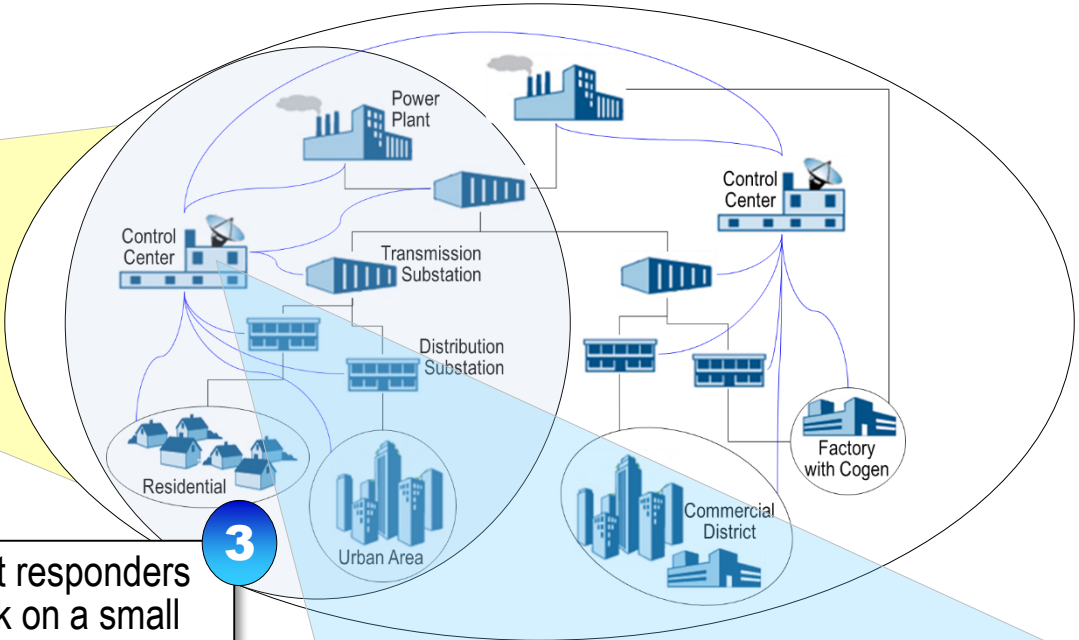 Power
Plant
Control
Center
Control
Center
Transmission
Substation
Distribution
Substation
Residential
Urban Area
Commercial
District
Factory
with Cogen
3
responders
on a small